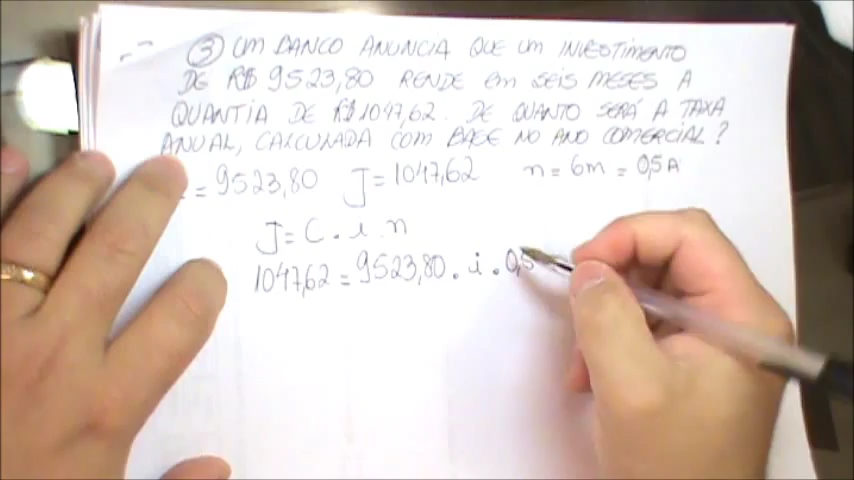 ③ UM BANCO ANUNCIA QUE UM INVESTIMENTO
DE R$ 9523,80 RENDE EM SEIS MESES A
QUANTIA DE R$ 1047,62. DE QUANTO SERÁ A TAXA
ANUAL, CALCULADA COM BASE NO ANO COMERCIAL?
= 9523,80 J = 1047,62 n = 6m = 0,5A
J = C . i . n
1047,62 = 9523,80 . i . 0,5